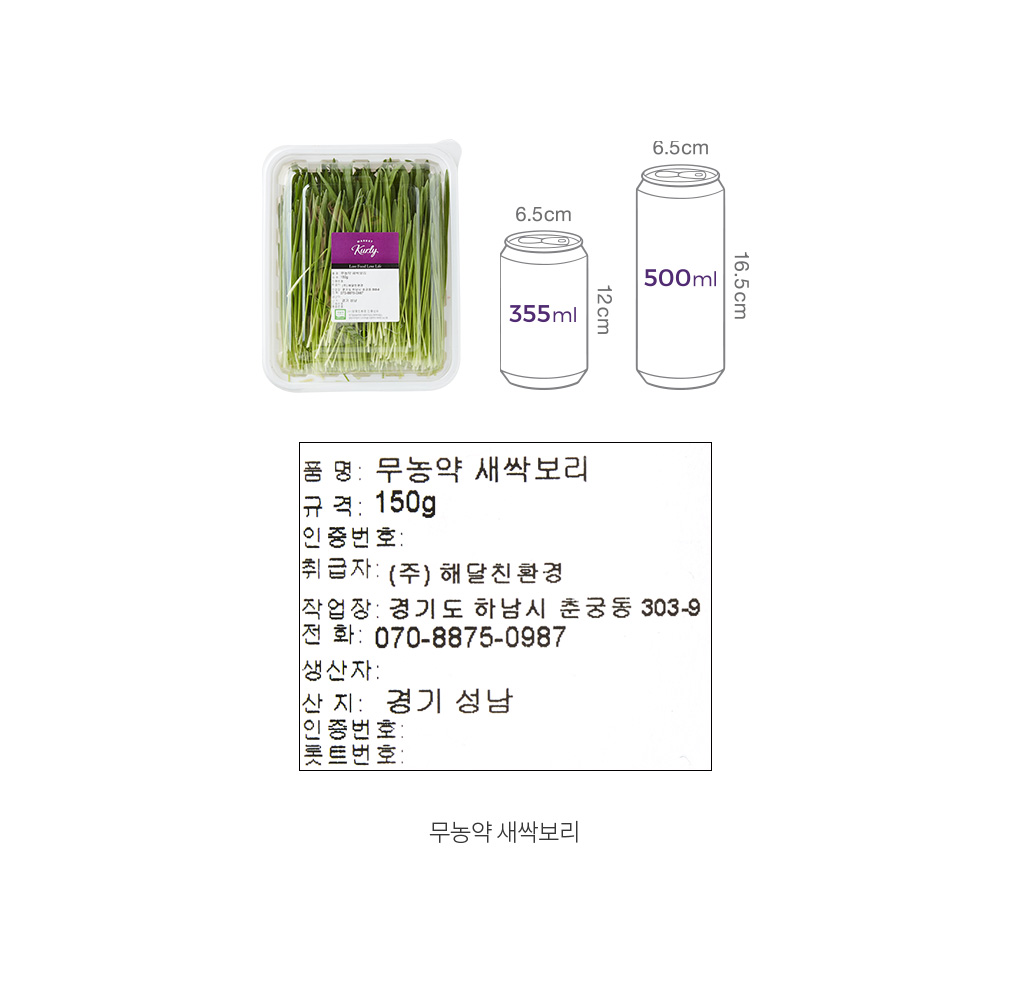 MARKET
Kurly.
Love Food Love Life
6.5cm
355ml
12cm
6.5cm
500ml
16.5cm
품 명: 무농약 새싹보리
규 격: 150g
인증번호:
취급자: (주) 해달친환경
작업장: 경기도 하남시 춘궁동 303-9
전 화: 070-8875-0987
생산자:
산 지: 경기 성남
인증번호:
롯트번호:
무농약 새싹보리